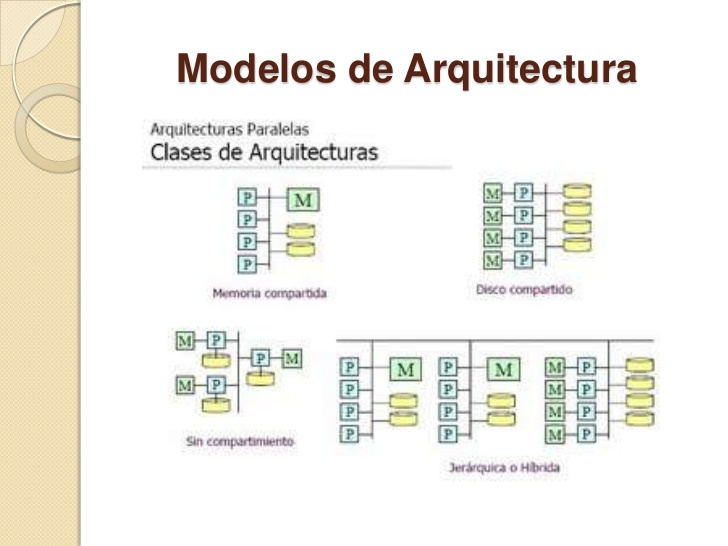 Modelos de Arquitectura
Arquitecturas Paralelas
Clases de Arquitecturas
P M
P
P
P
Memoria compartida
M P
M P
M P
M P
Disco compartido
M P
P M
M P
Sin compartimiento
P M P M M P
P P M P
P P M P
P P M P
Jerárquica o Híbrida